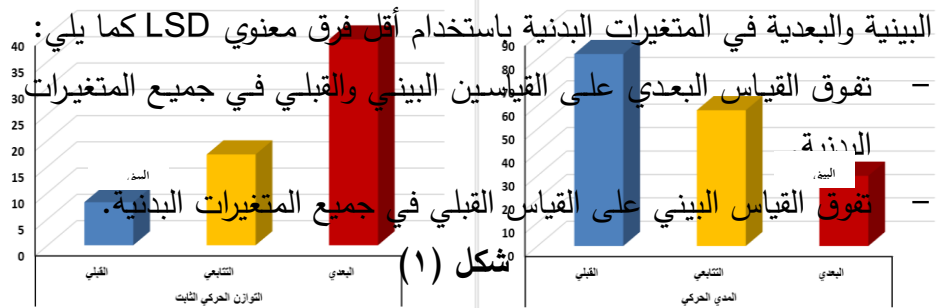 البينية والبعدية في المتغيرات البدنية باستخدام أقل فرق معنوي LSD كما يلي:
- تفوق القياس البعدي على القياسين البيني والقبلي في جميع المتغيرات
البدنية.
- تفوق القياس البيني على القياس القبلي في جميع المتغيرات البدنية.
شكل (١)
90
80
70
60
50
40
30
20
10
0
البعدي
التتابعي
القبلي
المدي الحركي
40
35
30
25
20
15
10
5
0
البعدي
التتابعي
القبلي
التوازن الحركي الثابت